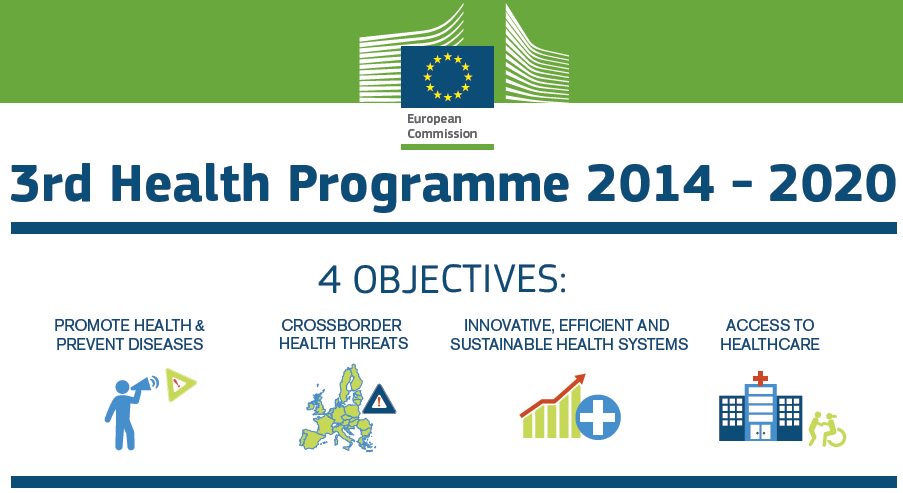 European
Commission
3rd Health Programme 2014 – 2020
4 OBJECTIVES:
PROMOTE HEALTH &
PREVENT DISEASES
CROSSBORDER
HEALTH THREATS
INNOVATIVE, EFFICIENT AND
SUSTAINABLE HEALTH SYSTEMS
ACCESS TO
HEALTHCARE